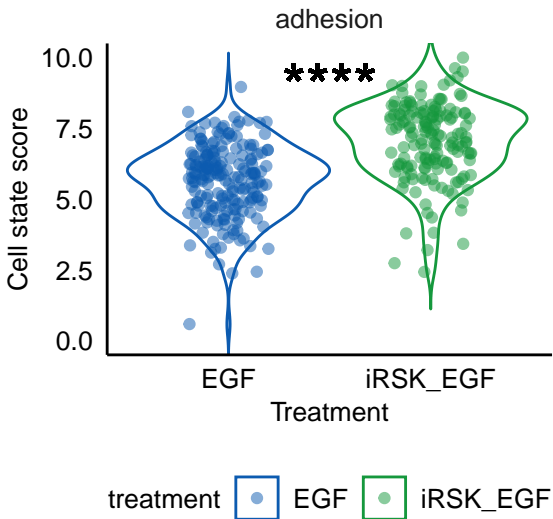 adhesion
****
10.0
7.5
5.0
2.5
0.0
Cell state score
EGF
iRSK_EGF
Treatment
treatment
EGF
iRSK_EGF